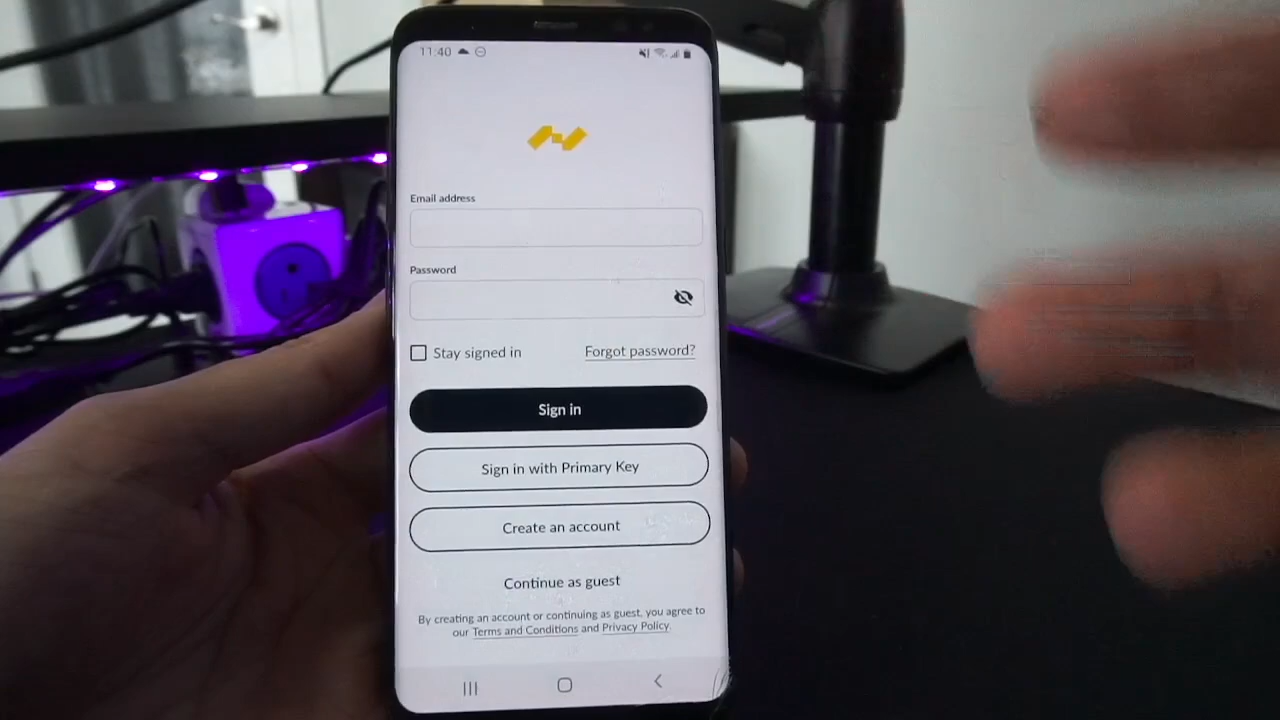 11:40
Email address
Password
Stay signed in
Forgot password?
Sign in
Sign in with Primary Key
Create an account
Continue as guest
By creating an account or continuing as guest, you agree to
our Terms and Conditions and Privacy Policy.